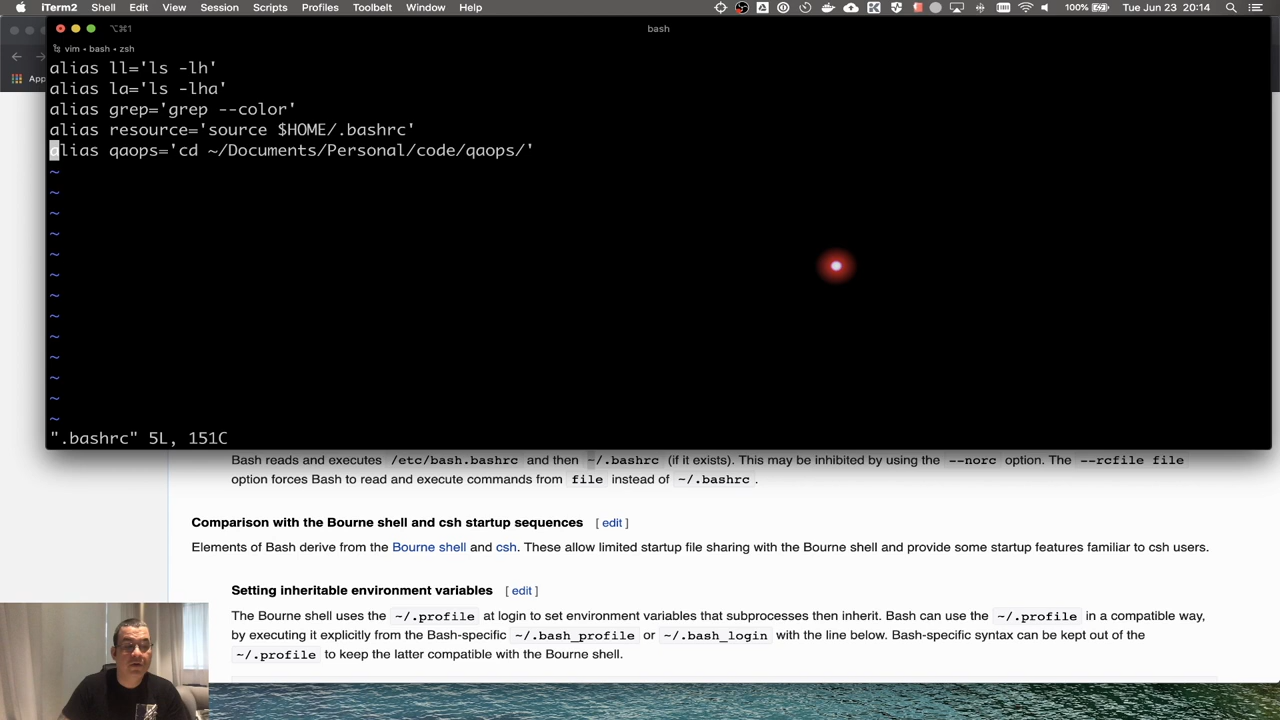 iTerm2 Shell Edit View Session Scripts Profiles Toolbelt Window Help 100% Tue Jun 23 20:14
⌥⌘1 bash
vim • bash • zsh
App
alias ll='ls -lh'
alias la='ls -lha'
alias grep='grep --color'
alias resource='source $HOME/.bashrc'
alias qaops='cd ~/Documents/Personal/code/qaops/'
~
~
~
~
~
~
~
~
~
~
~
~
~
".bashrc" 5L, 151C
Bash reads and executes /etc/bash.bashrc and then ~/.bashrc (if it exists). This may be inhibited by using the --norc option. The --rcfile file
option forces Bash to read and execute commands from file instead of ~/.bashrc .
Comparison with the Bourne shell and csh startup sequences [ edit ]
Elements of Bash derive from the Bourne shell and csh. These allow limited startup file sharing with the Bourne shell and provide some startup features familiar to csh users.
Setting inheritable environment variables [ edit ]
The Bourne shell uses the ~/.profile at login to set environment variables that subprocesses then inherit. Bash can use the ~/.profile in a compatible way,
by executing it explicitly from the Bash-specific ~/.bash_profile or ~/.bash_login with the line below. Bash-specific syntax can be kept out of the
~/.profile to keep the latter compatible with the Bourne shell.